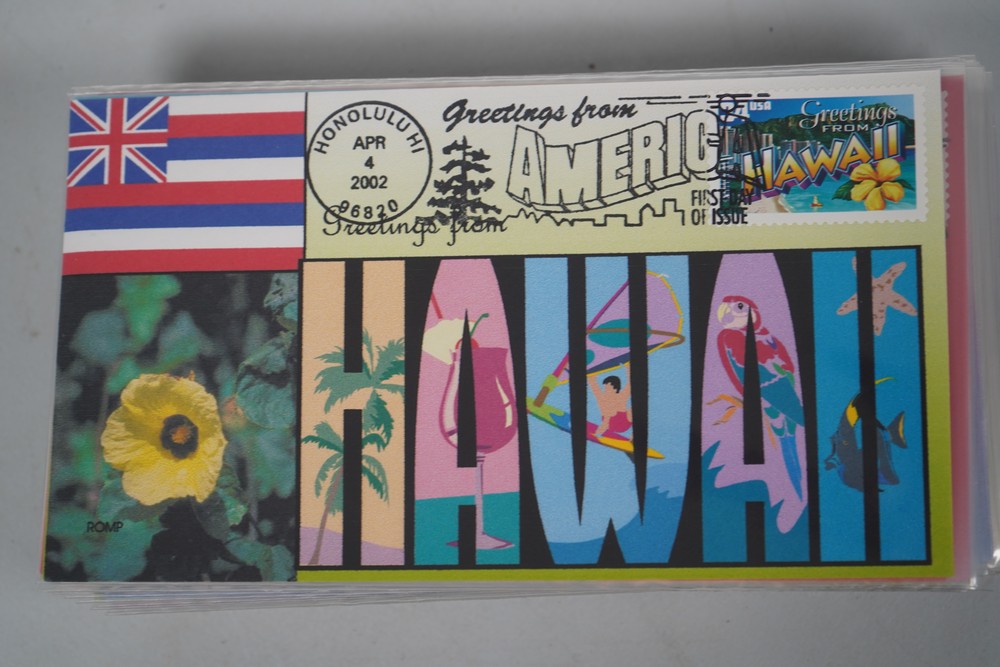 HONOLULU HI
APR
4
2002
96820
Greetings from
AMERICA
FIRST DAY
OF ISSUE
USA
Greetings
FROM
HAWAII
Greetings from
HAWAII
ROMP